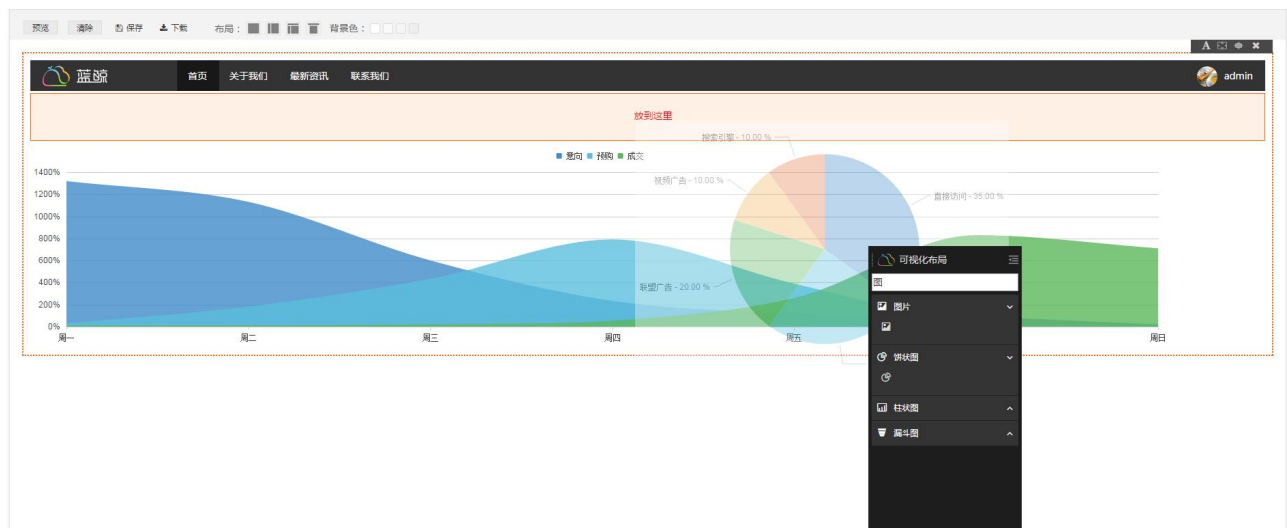 预览 清除 保存 下载 布局： 背景色：
A
蓝鲸 首页 关于我们 最新资讯 联系我们 admin
放到这里
搜索引擎 - 10.00 %
意向 预购 成交
1400%
视频广告 - 10.00 %
1200%
直接访问 - 35.00 %
1000%
800%
600%
可视化布局
400%
联盟广告 - 20.00 %
图
200%
图片
0%
周一 周二 周三 周四 周五 周日
饼状图
柱状图
漏斗图